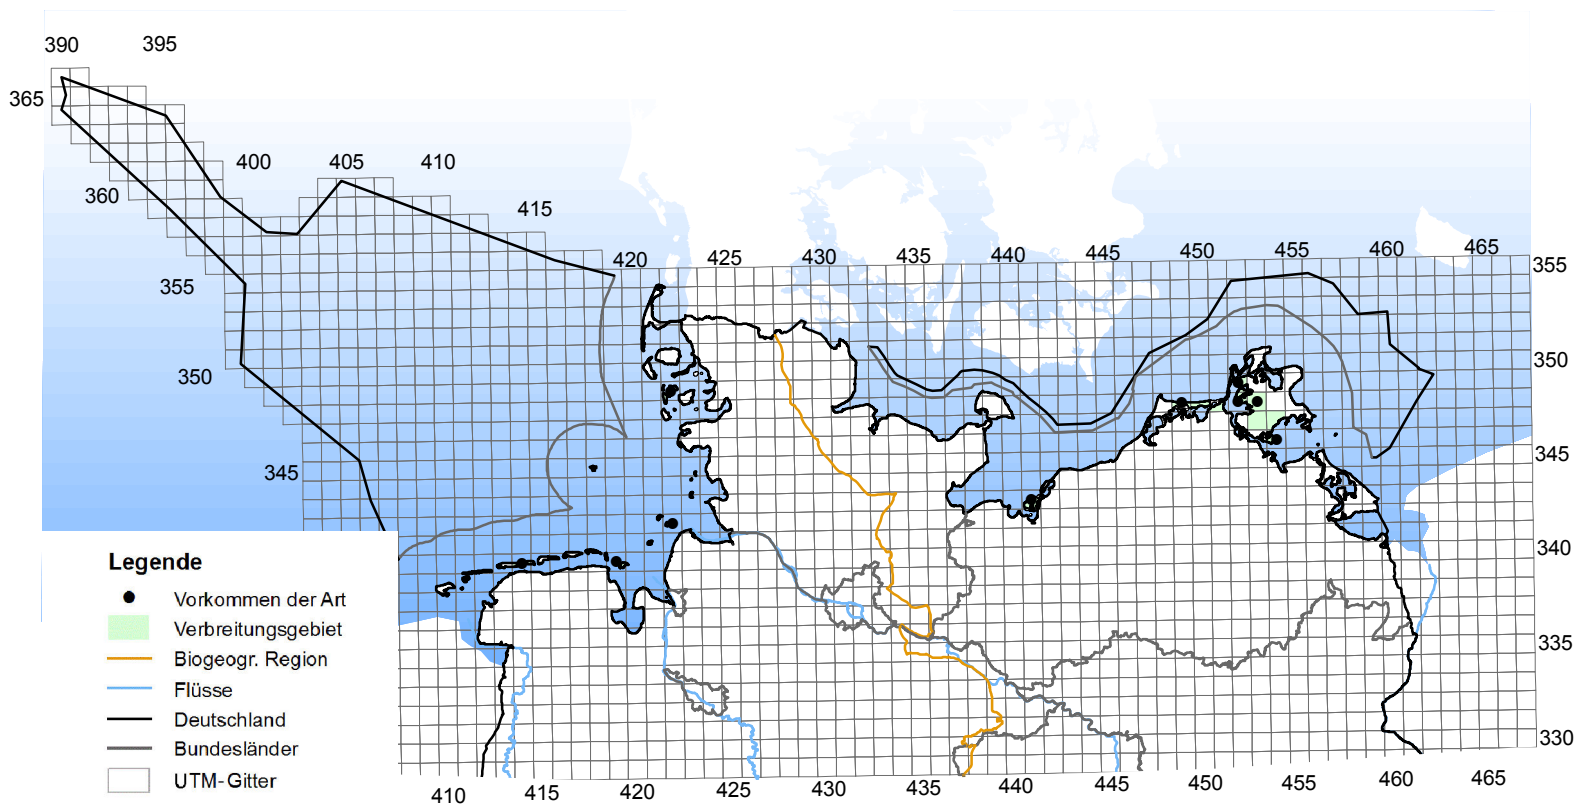 390 395
365
400 405 410
360
415
420 425 430 435 440 445 450 455 460 465
355
355
350
350
345
345
340
335
330
Legende
Vorkommen der Art
Verbreitungsgebiet
Biogeogr. Region
Flüsse
Deutschland
Bundesländer
UTM-Gitter
410 415 420 425 430 435 440 445 450 455 460 465